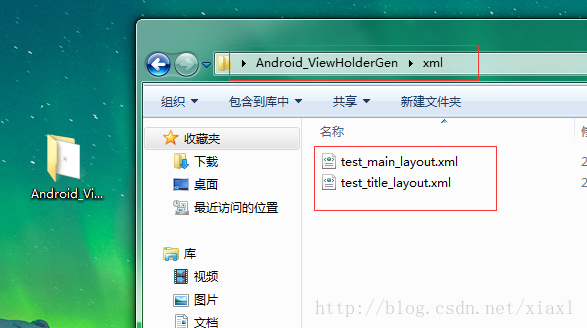 Android_ViewHolderGen xml
组织 包含到库中 共享 新建文件夹
收藏夹
下载
桌面
最近访问的位置
库
视频
图片
文档
名称
test_main_layout.xml
2
test_title_layout.xml
2
Android_Vi...
http://blog.csdn.net/xiaxl